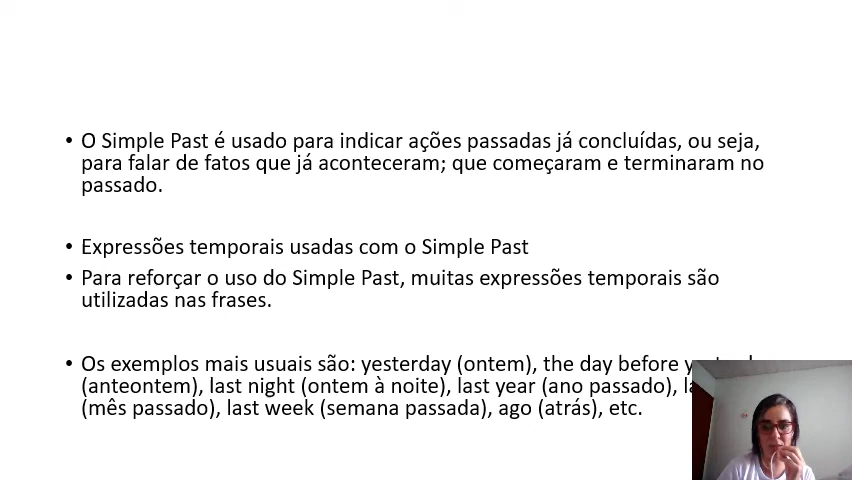 • O Simple Past é usado para indicar ações passadas já concluídas, ou seja,
para falar de fatos que já aconteceram; que começaram e terminaram no
passado.
• Expressões temporais usadas com o Simple Past
• Para reforçar o uso do Simple Past, muitas expressões temporais são
utilizadas nas frases.
• Os exemplos mais usuais são: yesterday (ontem), the day before
(anteontem), last night (ontem à noite), last year (ano passado),
(mês passado), last week (semana passada), ago (atrás), etc.